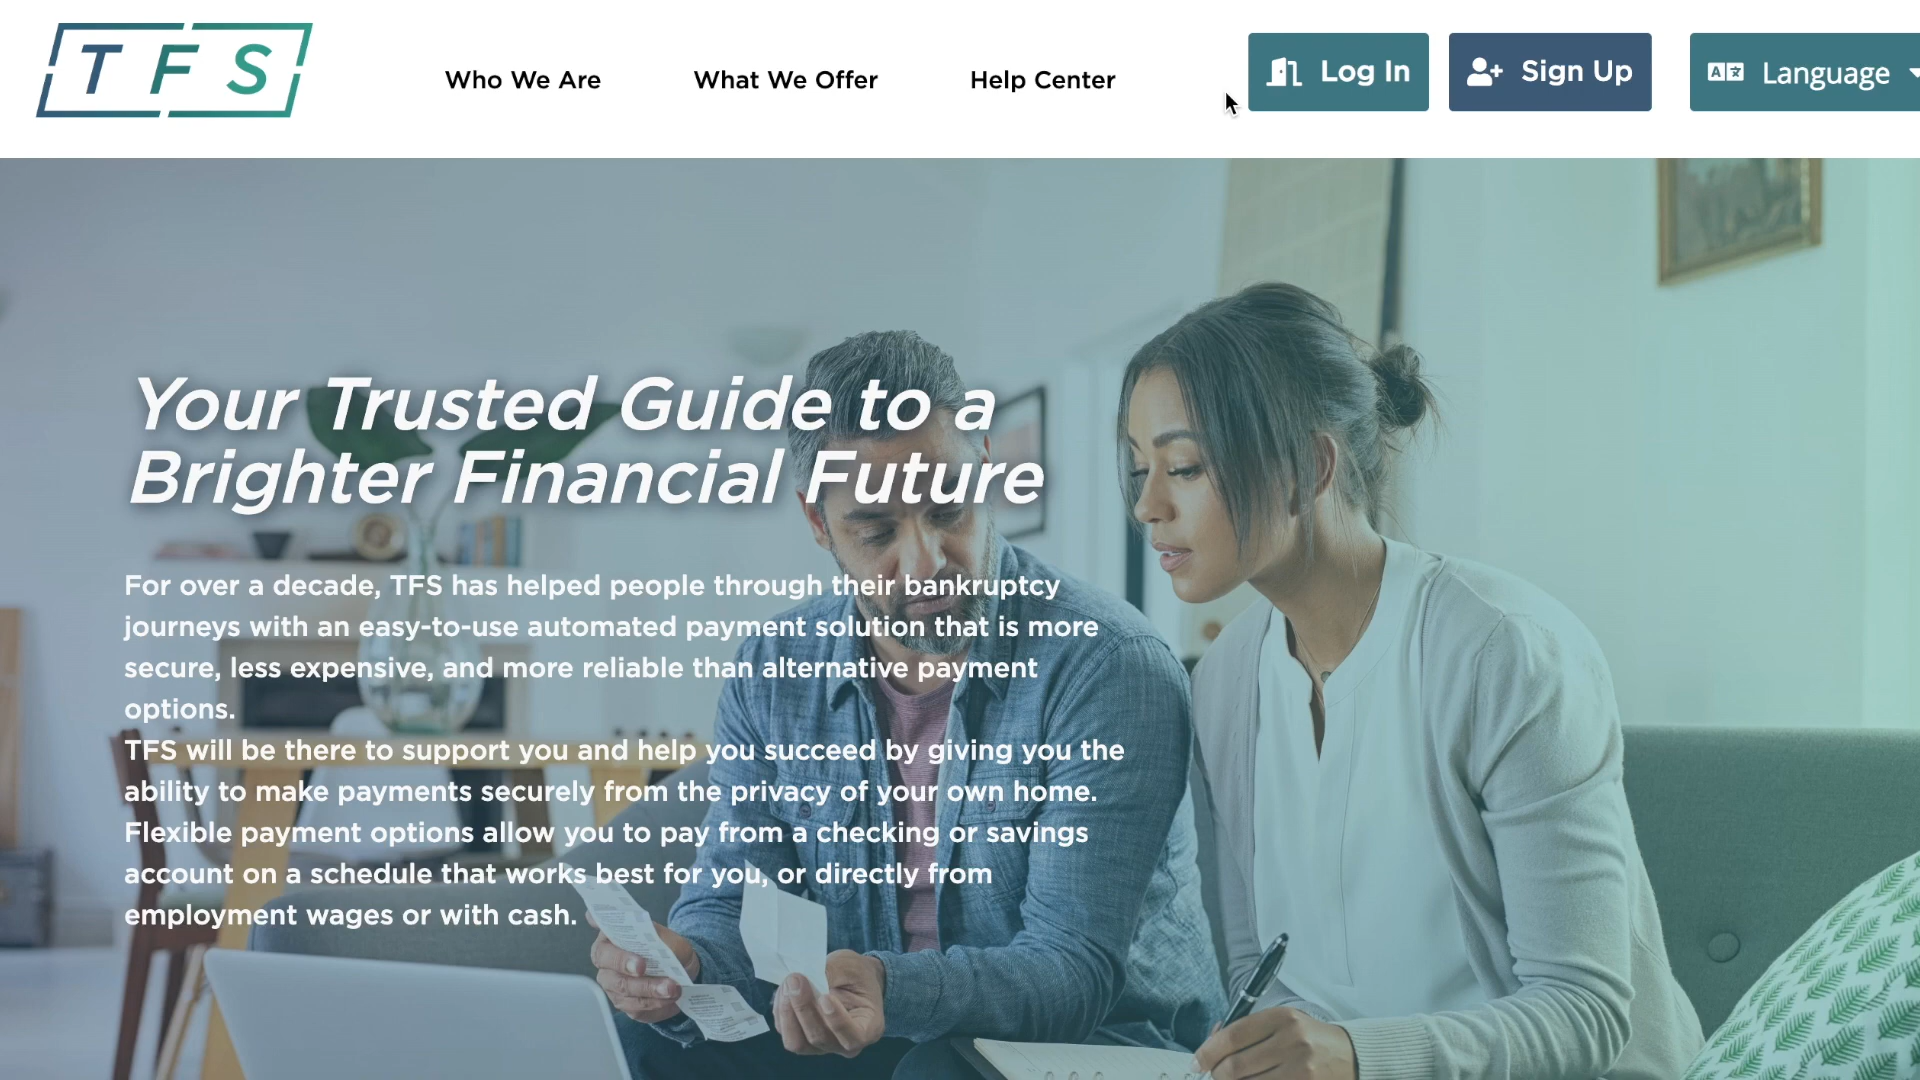 TFS
Who We Are
What We Offer
Help Center
Log In
Sign Up
Language
Your Trusted Guide to a
Brighter Financial Future
For over a decade, TFS has helped people through their bankruptcy
journeys with an easy-to-use automated payment solution that is more
secure, less expensive, and more reliable than alternative payment
options.
TFS will be there to support you and help you succeed by giving you the
ability to make payments securely from the privacy of your own home.
Flexible payment options allow you to pay from a checking or savings
account on a schedule that works best for you, or directly from
employment wages or with cash.